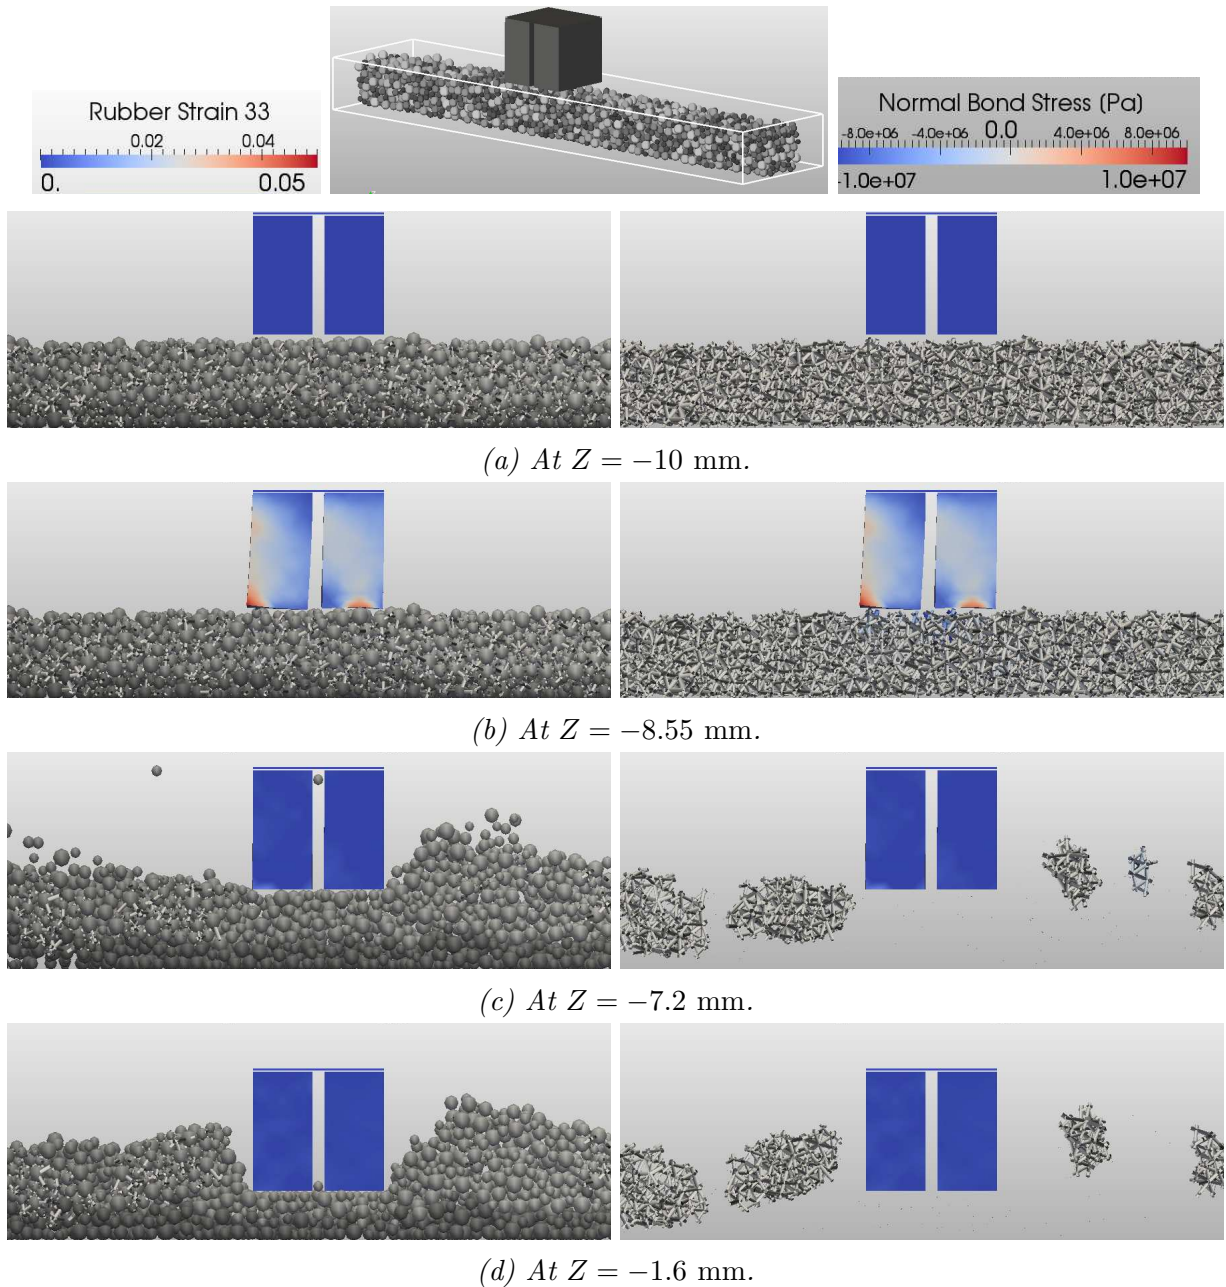 Rubber Strain 33
0.02 0.04
0. 0.05
Normal Bond Stress (Pa)
-8.0e+06 -4.0e+06 0.0 4.0e+06 8.0e+06
-1.0e+07 1.0e+07
(a) At Z = −10 mm.
(b) At Z = −8.55 mm.
(c) At Z = −7.2 mm.
(d) At Z = −1.6 mm.